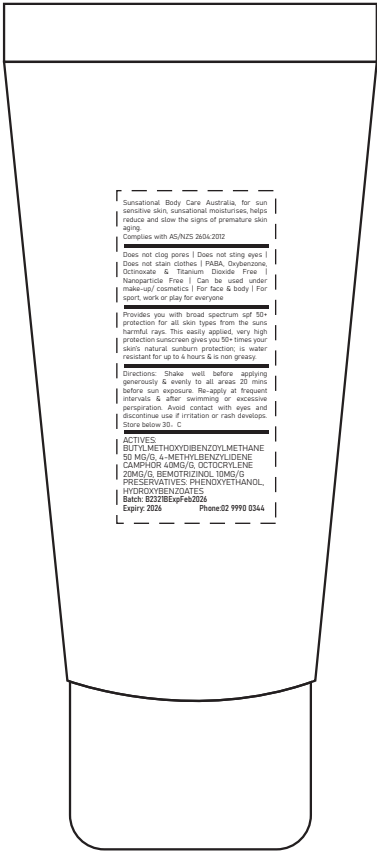 Sunsational Body Care Australia, for sun
sensitive skin, sunsational moisturises, helps
reduce and slow the signs of premature skin
aging.
Complies with AS/NZS 2604:2012
Does not clog pores | Does not sting eyes |
Does not stain clothes | PABA, Oxybenzone,
Octinoxate & Titanium Dioxide Free |
Nanoparticle Free | Can be used under
make-up/ cosmetics | For face & body | For
sport, work or play for everyone
Provides you with broad spectrum spf 50+
protection for all skin types from the suns
harmful rays. This easily applied, very high
protection sunscreen gives you 50+ times your
skin's natural sunburn protection; is water
resistant for up to 4 hours & is non greasy.
Directions: Shake well before applying
generously & evenly to all areas 20 mins
before sun exposure. Re-apply at frequent
intervals & after swimming or excessive
perspiration. Avoid contact with eyes and
discontinue use if irritation or rash develops.
Store below 30。C
ACTIVES:
BUTYLMETHOXYDIBENZOYLMETHANE
50 MG/G, 4-METHYLBENZYLIDENE
CAMPHOR 40MG/G, OCTOCRYLENE
20MG/G, BEMOTRIZINOL 10MG/G
PRESERVATIVES: PHENOXYETHANOL,
HYDROXYBENZOATES
Batch: B2321BExpFeb2026
Expiry: 2026 Phone:02 9990 0344